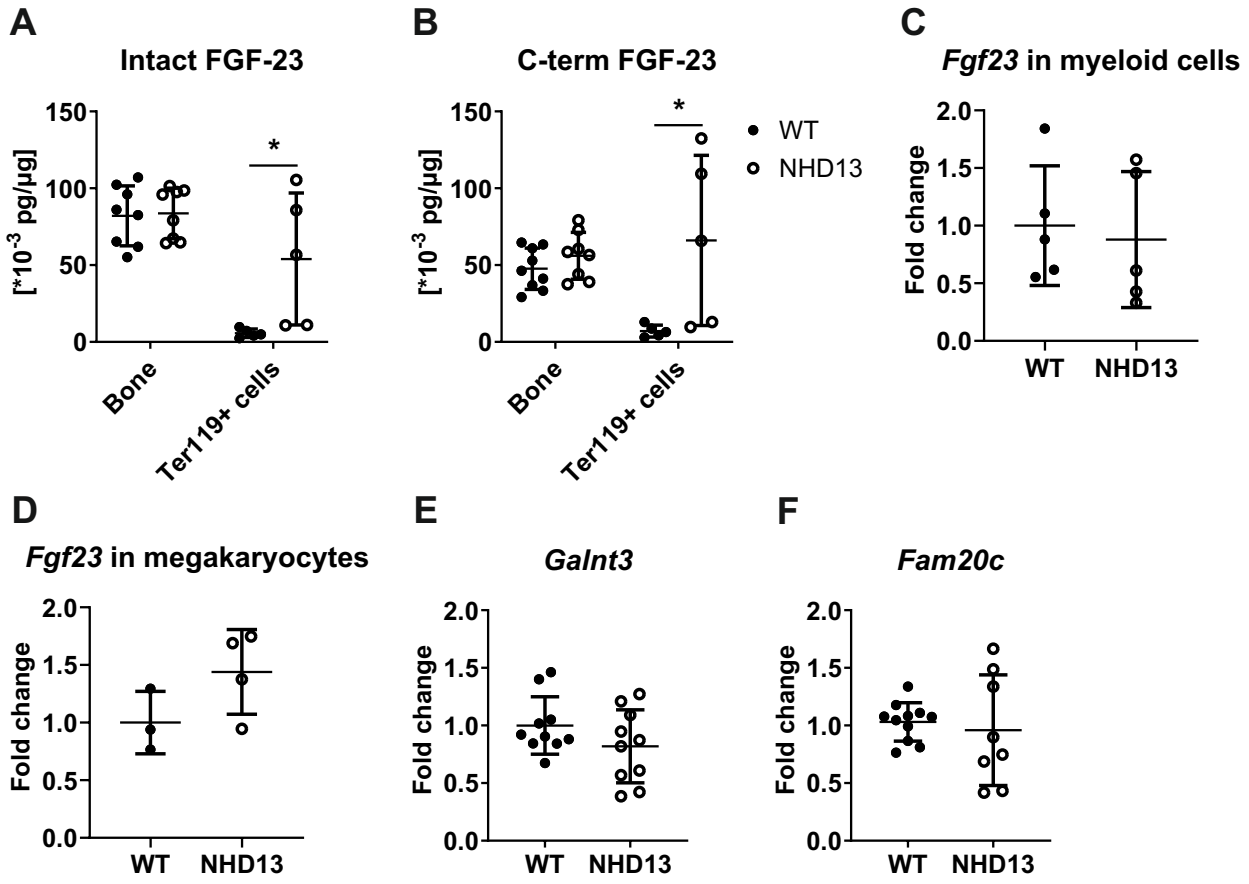 A
Intact FGF-23
[*10⁻³ pg/µg]
150
100
50
0
*
Bone
Ter119+ cells
B
C-term FGF-23
[*10⁻³ pg/µg]
150
100
50
0
*
Bone
Ter119+ cells
WT
NHD13
C
Fgf23 in myeloid cells
Fold change
2.0
1.5
1.0
0.5
0.0
WT NHD13
D
Fgf23 in megakaryocytes
Fold change
2.0
1.5
1.0
0.5
0.0
WT NHD13
E
Galnt3
Fold change
2.0
1.5
1.0
0.5
0.0
WT NHD13
F
Fam20c
Fold change
2.0
1.5
1.0
0.5
0.0
WT NHD13